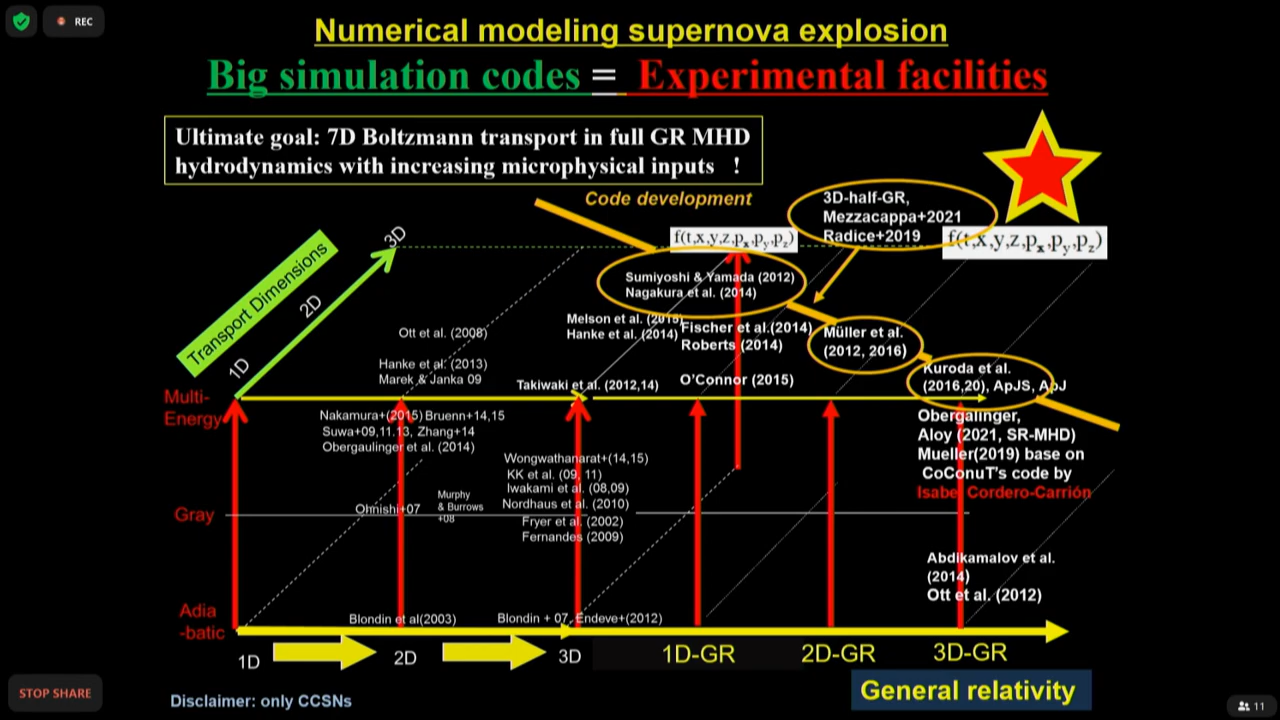 REC
Numerical modeling supernova explosion
Big simulation codes = Experimental facilities
Ultimate goal: 7D Boltzmann transport in full GR MHD
hydrodynamics with increasing microphysical inputs !
Code development
3D-half-GR,
Mezzacappa+2021
Radice+2019
f(t,x,y,z,px,py,pz)
f(t,x,y,z,px,py,pz)
Transport Dimensions
1D
2D
3D
Sumiyoshi & Yamada (2012)
Nagakura et al. (2014)
Melson et al. (2015)
Hanke et al. (2014)
Fischer et al.(2014)
Roberts (2014)
Müller et al.
(2012, 2016)
Ott et al. (2008)
Hanke et al. (2013)
Marek & Janka 09
Takiwaki et al. (2012,14)
O'Connor (2015)
Kuroda et al.
(2016,20), ApJS, ApJ
Multi-
Energy
Nakamura+(2015) Bruenn+14,15
Suwa+09,11.13, Zhang+14
Obergaulinger et al. (2014)
Obergalinger,
Aloy (2021, SR-MHD)
Mueller(2019) base on
CoConuT's code by
Isabel Cordero-Carrión
Wongwathanarat+(14,15)
KK et al. (09, 11)
Iwakami et al. (08,09)
Nordhaus et al. (2010)
Fryer et al. (2002)
Fernandes (2009)
Gray
Ohnishi+07
Murphy
& Burrows
+08
Abdikamalov et al.
(2014)
Ott et al. (2012)
Adia
-batic
Blondin et al(2003)
Blondin + 07, Endeve+(2012)
1D
2D
3D
1D-GR
2D-GR
3D-GR
General relativity
STOP SHARE
Disclaimer: only CCSNs
11